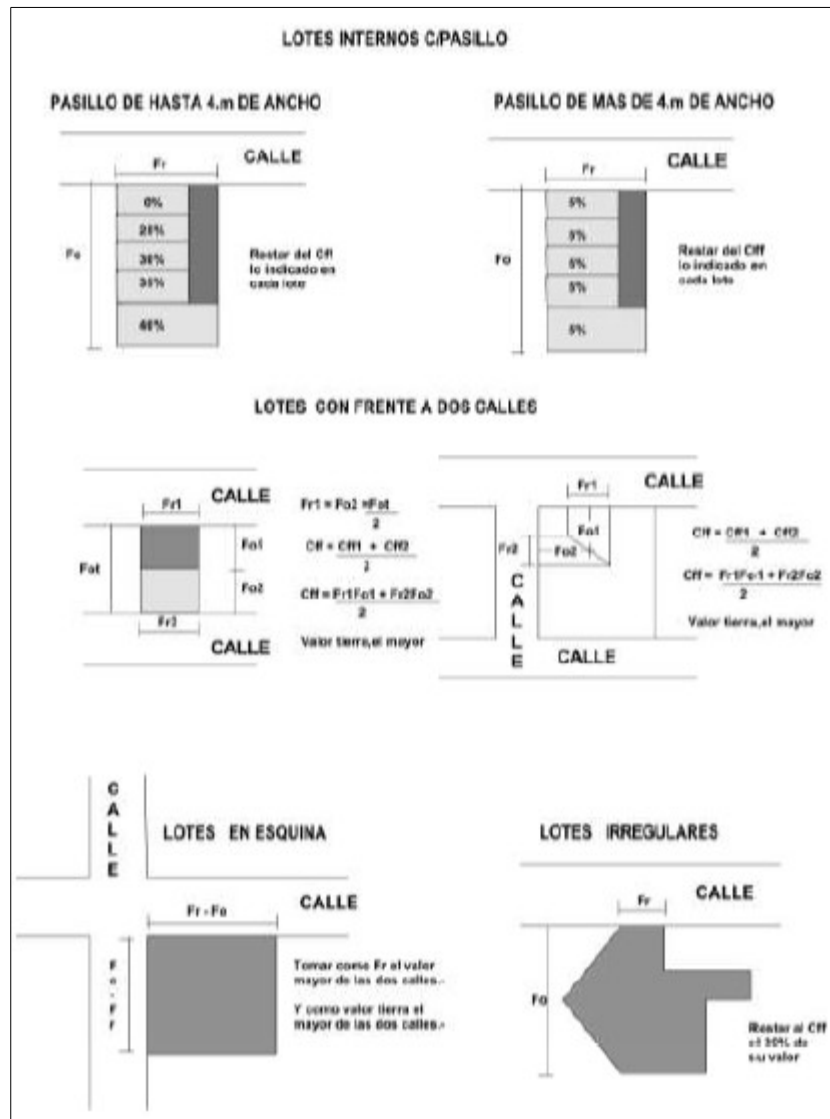 LOTES INTERNOS C/PASILLO
PASILLO DE HASTA 4.m DE ANCHO
CALLE
Fr
Fo
0%
30%
Restar del Cff
lo indicado en
cada lote
PASILLO DE MAS DE 4.m DE ANCHO
CALLE
Fr
Fo
5%
5%
5%
5%
5%
Restar del Cff
lo indicado en
cada lote
LOTES CON FRENTE A DOS CALLES
CALLE
Fr1
Fot
Fo1
Fo2
Fr2
CALLE
Fr1 = Fo2 =Fot
2
Cff = Cff1 + Cff2
2
Cff = Fr1Fo1 + Fr2Fo2
2
Valor tierra,el mayor
CALLE
Fr1
Fo1
Fr2
Fo2
CALLE
CALLE
Cff = Cff1 + Cff2
2
Cff = Fr1Fo1 + Fr2Fo2
2
Valor tierra,el mayor
CALLE
LOTES EN ESQUINA
CALLE
Fr - Fo
Fo - Fr
Tomar como Fr el valor
mayor de las dos calles.-
Y como valor tierra el
mayor de las dos calles.-
LOTES IRREGULARES
CALLE
Fr
Fo
Restar al Cff
el de
su valor